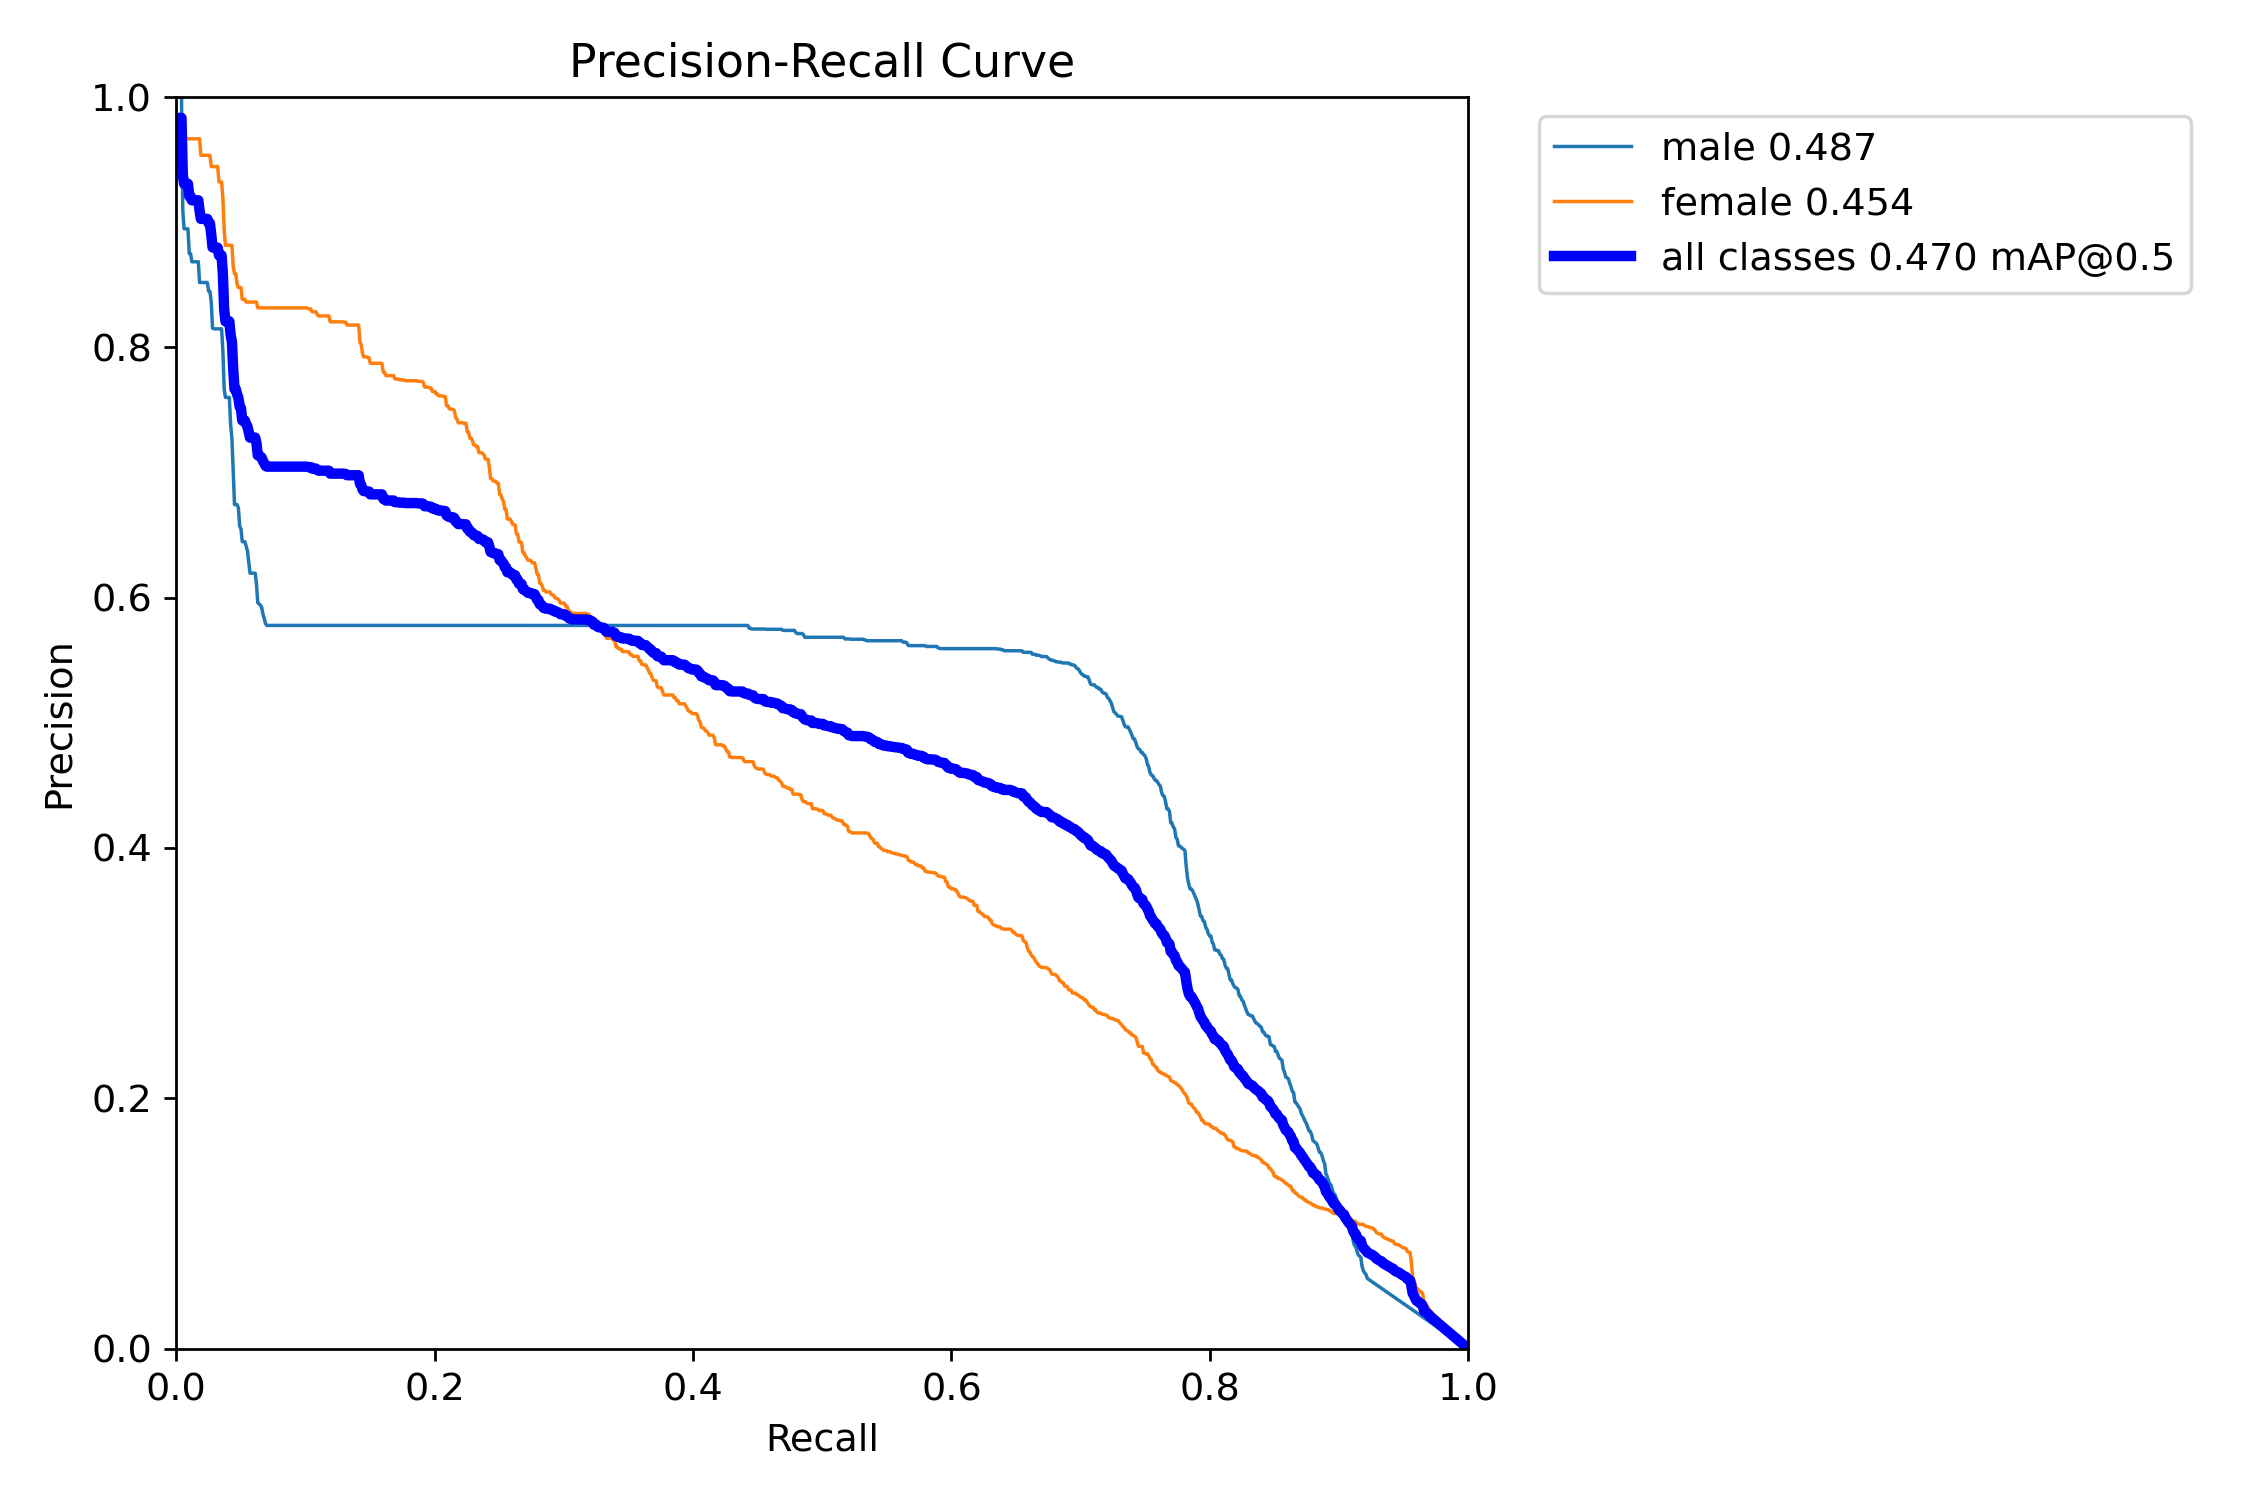 Precision-Recall Curve
male 0.487
female 0.454
all classes 0.470 mAP@0.5
Precision
1.0
0.8
0.6
0.4
0.2
0.0
0.0 0.2 0.4 0.6 0.8 1.0
Recall